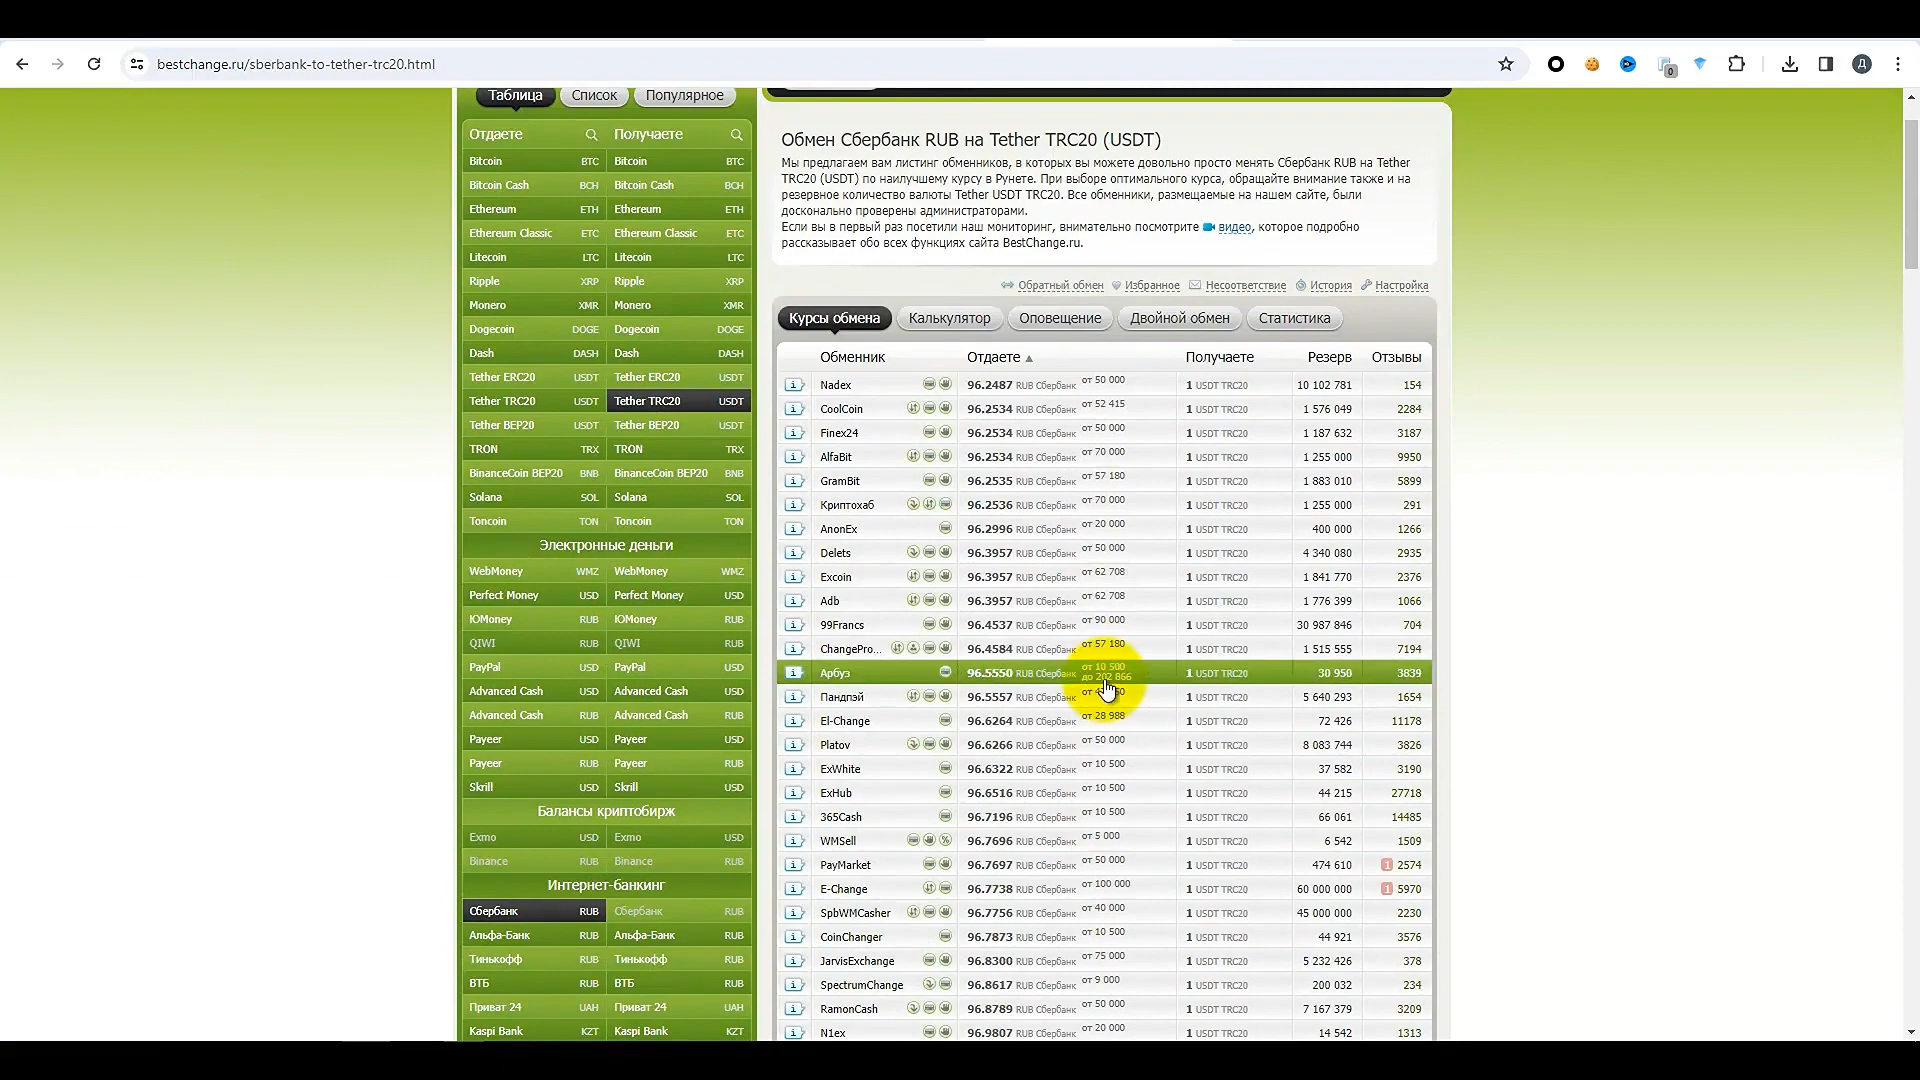 bestchange.ru/sberbank-to-tether-trc20.html
0
Д
Таблица Список Популярное
Отдаете Получаете
Bitcoin BTC Bitcoin BTC
Bitcoin Cash BCH Bitcoin Cash BCH
Ethereum ETH Ethereum ETH
Ethereum Classic ETC Ethereum Classic ETC
Litecoin LTC Litecoin LTC
Ripple XRP Ripple XRP
Monero XMR Monero XMR
Dogecoin DOGE Dogecoin DOGE
Dash DASH Dash DASH
Tether ERC20 USDT Tether ERC20 USDT
Tether TRC20 USDT Tether TRC20 USDT
Tether BEP20 USDT Tether BEP20 USDT
TRON TRX TRON TRX
BinanceCoin BEP20 BNB BinanceCoin BEP20 BNB
Solana SOL Solana SOL
Toncoin TON Toncoin TON
Электронные деньги
WebMoney WMZ WebMoney WMZ
Perfect Money USD Perfect Money USD
ЮMoney RUB ЮMoney RUB
QIWI RUB QIWI RUB
PayPal USD PayPal USD
Advanced Cash USD Advanced Cash USD
Advanced Cash RUB Advanced Cash RUB
Payeer USD Payeer USD
Payeer RUB Payeer RUB
Skrill USD Skrill USD
Балансы криптобирж
Exmo USD Exmo USD
Binance RUB Binance RUB
Интернет-банкинг
Сбербанк RUB Сбербанк RUB
Альфа-Банк RUB Альфа-Банк RUB
Тинькофф RUB Тинькофф RUB
ВТБ RUB ВТБ RUB
Приват 24 UAH Приват 24 UAH
Kaspi Bank KZT Kaspi Bank KZT
Обмен Сбербанк RUB на Tether TRC20 (USDT)
Мы предлагаем вам листинг обменников, в которых вы можете довольно просто менять Сбербанк RUB на Tether
TRC20 (USDT) по наилучшему курсу в Рунете. При выборе оптимального курса, обращайте внимание также и на
резервное количество валюты Tether USDT TRC20. Все обменники, размещаемые на нашем сайте, были
досконально проверены администраторами.
Если вы в первый раз посетили наш мониторинг, внимательно посмотрите видео, которое подробно
рассказывает обо всех функциях сайта BestChange.ru.
Обратный обмен Избранное Несоответствие История Настройка
Курсы обмена Калькулятор Оповещение Двойной обмен Статистика
Обменник Отдаете Получаете Резерв Отзывы
Nadex 96.2487 RUB Сбербанк от 50 000 1 USDT TRC20 10 102 781 154
CoolCoin 96.2534 RUB Сбербанк от 52 415 1 USDT TRC20 1 576 049 2284
Finex24 96.2534 RUB Сбербанк от 50 000 1 USDT TRC20 1 187 632 3187
AlfaBit 96.2534 RUB Сбербанк от 70 000 1 USDT TRC20 1 255 000 9950
GramBit 96.2535 RUB Сбербанк от 57 180 1 USDT TRC20 1 883 010 5899
Криптохаб 96.2536 RUB Сбербанк от 70 000 1 USDT TRC20 1 255 000 291
AnonEx 96.2996 RUB Сбербанк от 20 000 1 USDT TRC20 400 000 1266
Delets 96.3957 RUB Сбербанк от 50 000 1 USDT TRC20 4 340 080 2935
Excoin 96.3957 RUB Сбербанк от 62 708 1 USDT TRC20 1 841 770 2376
Adb 96.3957 RUB Сбербанк от 62 708 1 USDT TRC20 1 776 399 1066
99Francs 96.4537 RUB Сбербанк от 90 000 1 USDT TRC20 30 987 846 704
ChangePro... 96.4584 RUB Сбербанк от 57 180 1 USDT TRC20 1 515 555 7194
Арбуз 96.5550 RUB Сбербанк от 10 500 до 202 866 1 USDT TRC20 30 950 3839
Пандпэй 96.5557 RUB Сбербанк от 1 USDT TRC20 5 640 293 1654
El-Change 96.6264 RUB Сбербанк от 28 988 1 USDT TRC20 72 426 11178
Platov 96.6266 RUB Сбербанк от 50 000 1 USDT TRC20 8 083 744 3826
ExWhite 96.6322 RUB Сбербанк от 10 500 1 USDT TRC20 37 582 3190
ExHub 96.6516 RUB Сбербанк от 10 500 1 USDT TRC20 44 215 27718
365Cash 96.7196 RUB Сбербанк от 10 500 1 USDT TRC20 66 061 14485
WMSell 96.7696 RUB Сбербанк от 5 000 1 USDT TRC20 6 542 1509
PayMarket 96.7697 RUB Сбербанк от 50 000 1 USDT TRC20 474 610 1 2574
E-Change 96.7738 RUB Сбербанк от 100 000 1 USDT TRC20 60 000 000 1 5970
SpbWMCasher 96.7756 RUB Сбербанк от 40 000 1 USDT TRC20 45 000 000 2230
CoinChanger 96.7873 RUB Сбербанк от 10 500 1 USDT TRC20 44 921 3576
JarvisExchange 96.8300 RUB Сбербанк от 75 000 1 USDT TRC20 5 232 426 378
SpectrumChange 96.8617 RUB Сбербанк от 9 000 1 USDT TRC20 200 032 234
RamonCash 96.8789 RUB Сбербанк от 50 000 1 USDT TRC20 7 167 379 3209
N1ex 96.9807 RUB Сбербанк от 20 000 1 USDT TRC20 14 542 1313